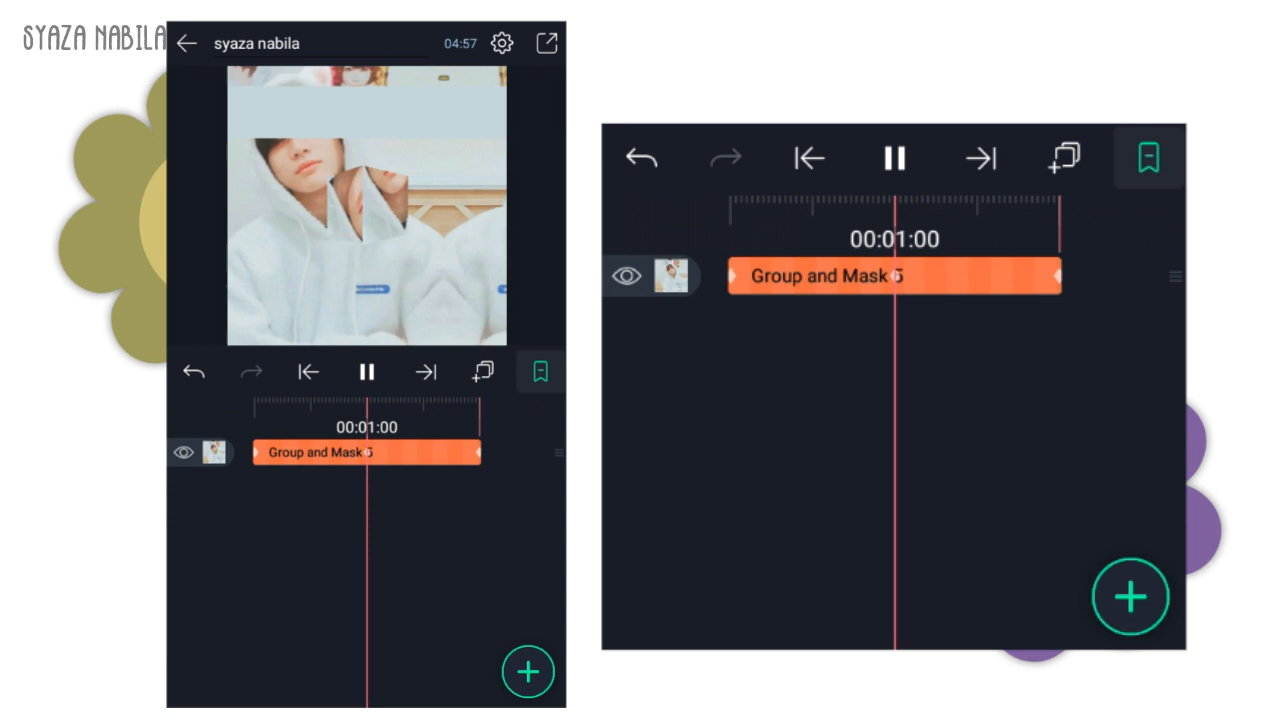 SYAZA NABILA
syaza nabila
04:57
00:01:00
Group and Mask 5
00:01:00
Group and Mask 5